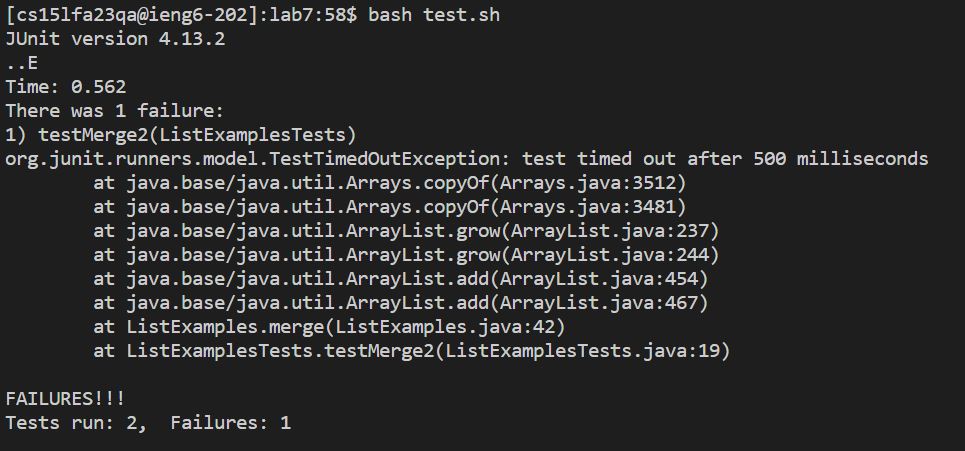 [cs15lfa23qa@ieng6-202]:lab7:58$ bash test.sh
JUnit version 4.13.2
..E
Time: 0.562
There was 1 failure:
1) testMerge2(ListExamplesTests)
org.junit.runners.model.TestTimedOutException: test timed out after 500 milliseconds
        at java.base/java.util.Arrays.copyOf(Arrays.java:3512)
        at java.base/java.util.Arrays.copyOf(Arrays.java:3481)
        at java.base/java.util.ArrayList.grow(ArrayList.java:237)
        at java.base/java.util.ArrayList.grow(ArrayList.java:244)
        at java.base/java.util.ArrayList.add(ArrayList.java:454)
        at java.base/java.util.ArrayList.add(ArrayList.java:467)
        at ListExamples.merge(ListExamples.java:42)
        at ListExamplesTests.testMerge2(ListExamplesTests.java:19)

FAILURES!!!
Tests run: 2,  Failures: 1